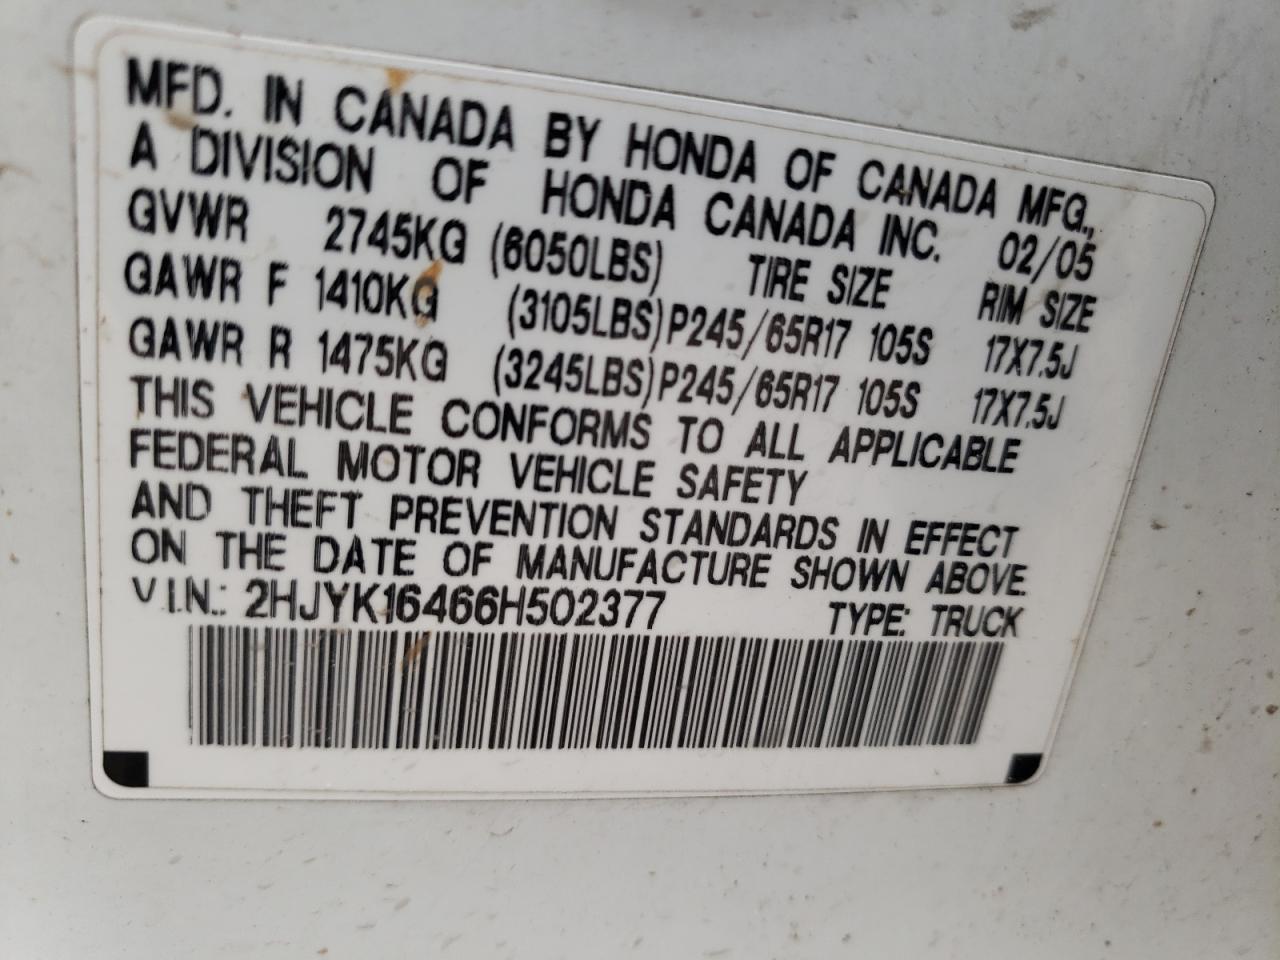 MFD. IN CANADA BY HONDA OF CANADA MFG.,
A DIVISION OF HONDA CANADA INC. 02/05
GVWR 2745KG (6050LBS) TIRE SIZE RIM SIZE
GAWR F 1410KG (3105LBS) P245/65R17 105S 17X7.5J
GAWR R 1475KG (3245LBS) P245/65R17 105S 17X7.5J
THIS VEHICLE CONFORMS TO ALL APPLICABLE
FEDERAL MOTOR VEHICLE SAFETY
AND THEFT PREVENTION STANDARDS IN EFFECT
ON THE DATE OF MANUFACTURE SHOWN ABOVE.
V.I.N.: 2HJYK16466H502377 TYPE: TRUCK